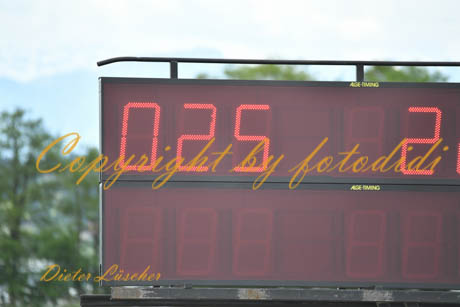 ALGE-TIMING
025 2
Copyright by fotodidi
ALGE-TIMING
Dieter Lüscher